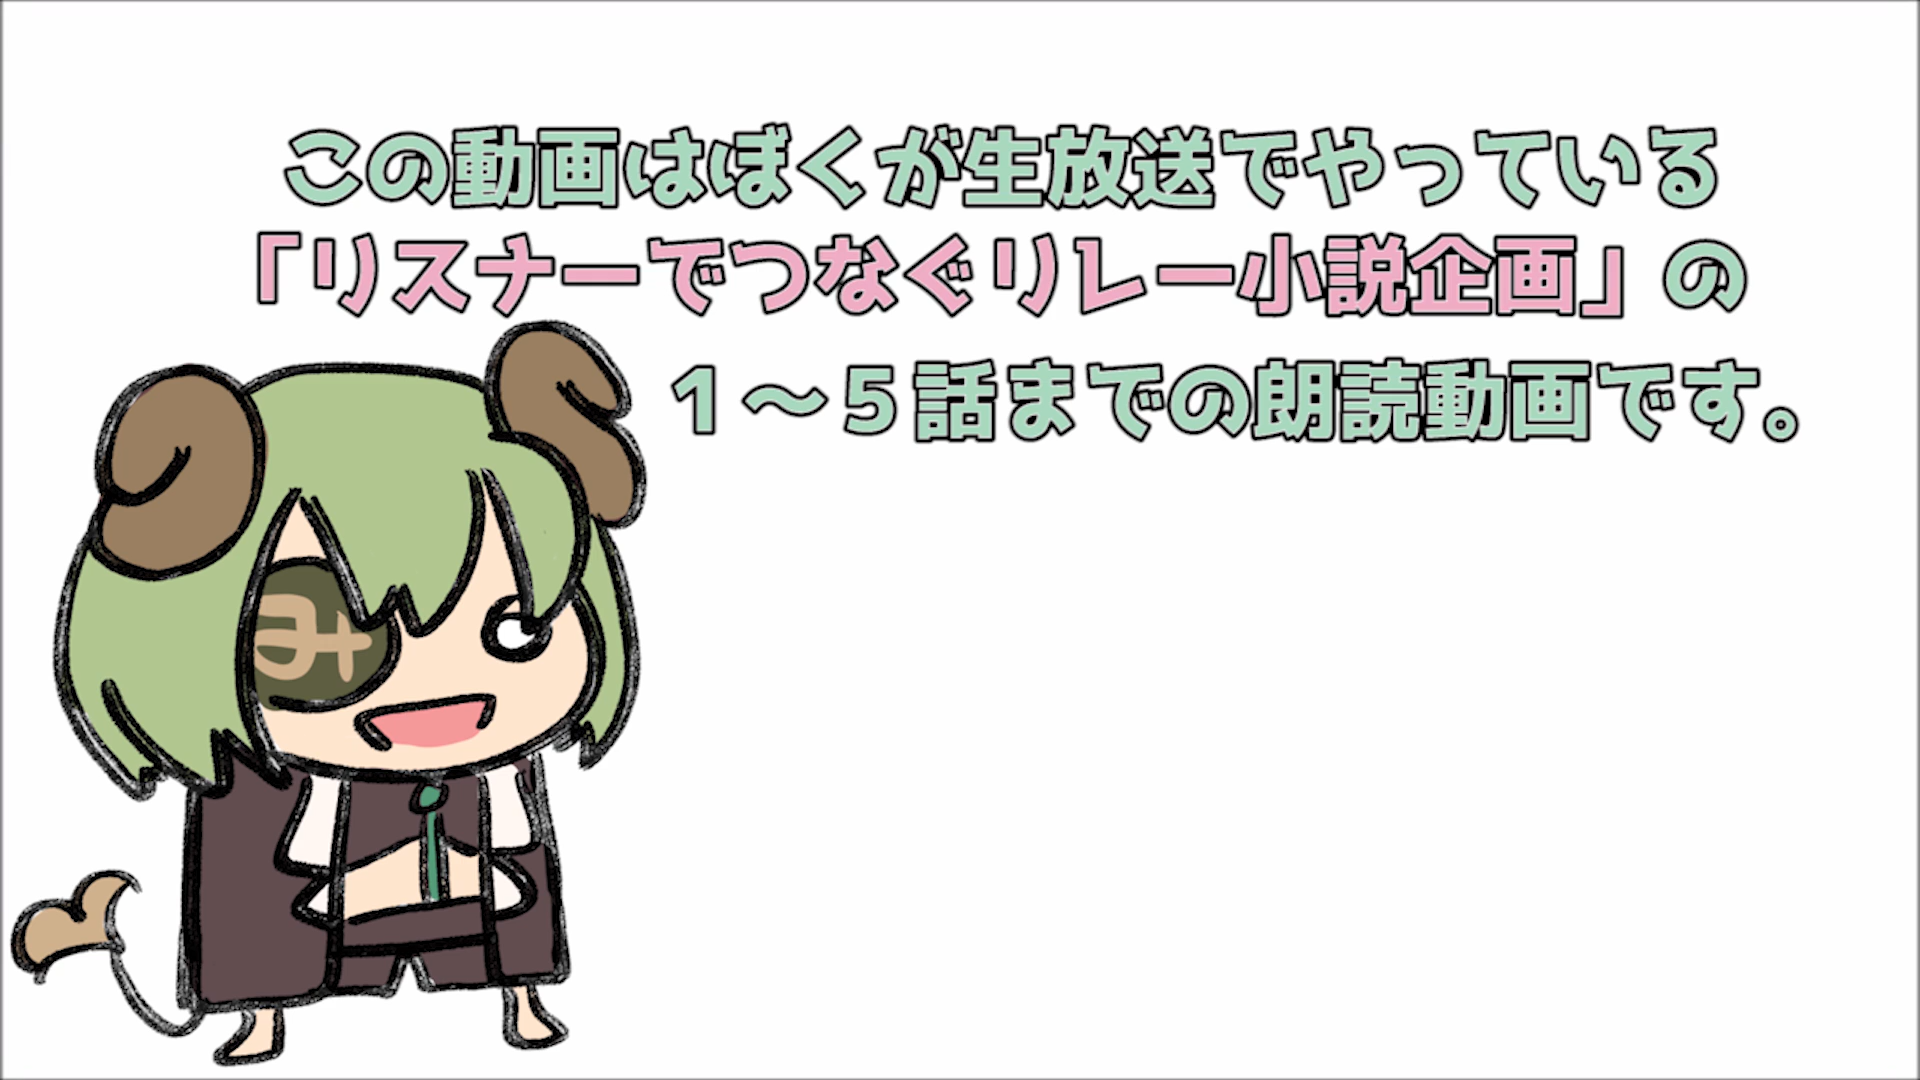 この動画はぼくが生放送でやっている
「リスナーでつなぐリレー小説企画」の
１～５話までの朗読動画です。
み